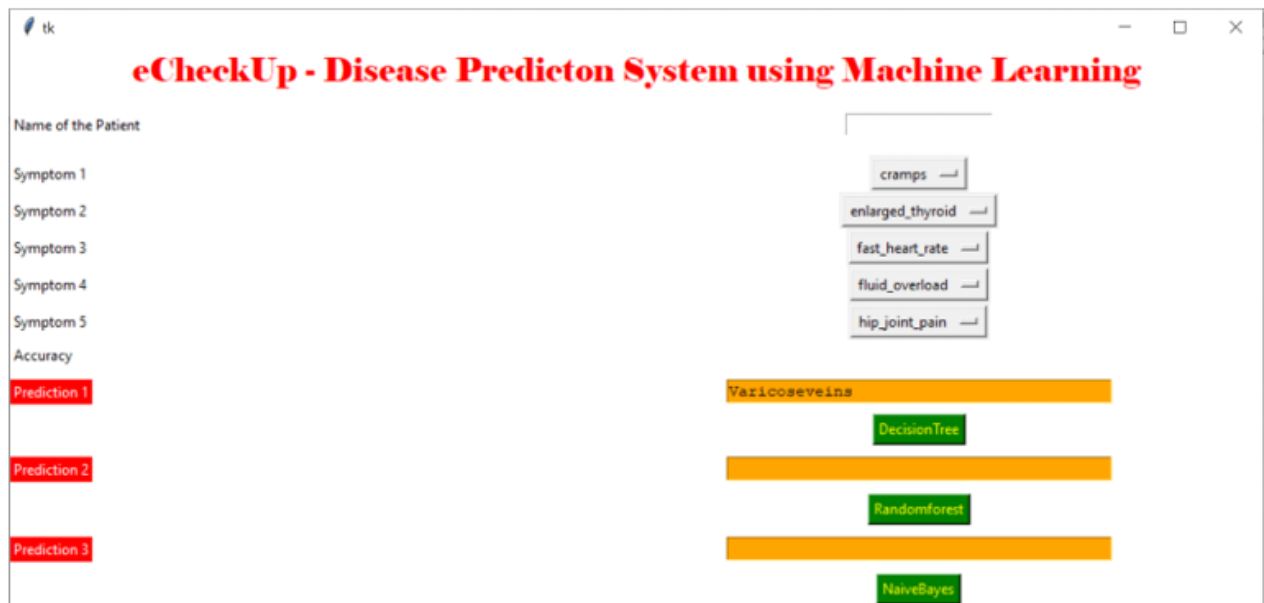 tk
eCheckUp - Disease Predicton System using Machine Learning
Name of the Patient
Symptom 1 cramps
Symptom 2 enlarged_thyroid
Symptom 3 fast_heart_rate
Symptom 4 fluid_overload
Symptom 5 hip_joint_pain
Accuracy
Prediction 1 Varicoseveins
DecisionTree
Prediction 2
Randomforest
Prediction 3
NaiveBayes